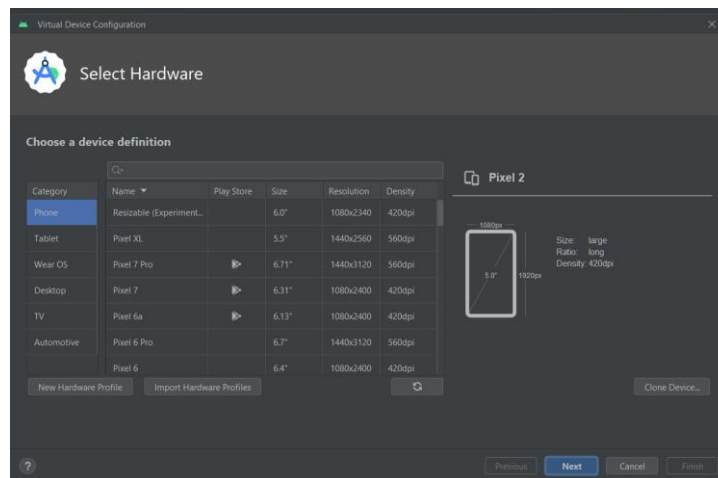 Virtual Device Configuration
Select Hardware
Choose a device definition
Category Name Play Store Size Resolution Density
Phone Resizable (Experiment... 6.0" 1080x2340 420dpi
Tablet Pixel XL 5.5" 1440x2560 560dpi
Wear OS Pixel 7 Pro 6.71" 1440x3120 560dpi
Desktop Pixel 7 6.31" 1080x2400 420dpi
TV Pixel 6a 6.13" 1080x2400 420dpi
Automotive Pixel 6 Pro 6.7" 1440x3120 560dpi
Pixel 6 6.4" 1080x2400 420dpi
New Hardware Profile Import Hardware Profiles
Pixel 2
1080px
5.0"
1920px
Size: large
Ratio: long
Density: 420dpi
Clone Device...
? Previous Next Cancel Finish